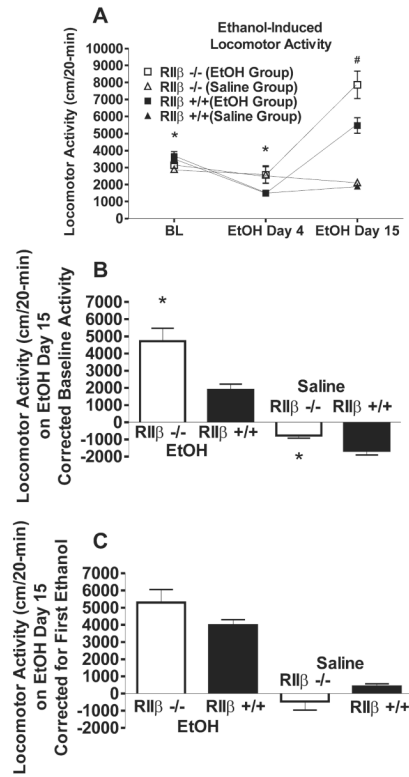 A
Ethanol-Induced
Locomotor Activity
Locomotor Activity (cm/20-min)
10000
9000
8000
7000
6000
5000
4000
3000
2000
1000
0
RIIβ -/- (EtOH Group)
RIIβ -/- (Saline Group)
RIIβ +/+(EtOH Group)
RIIβ +/+(Saline Group)
*
*
#
BL
EtOH Day 4
EtOH Day 15
B
Locomotor Activity (cm/20-min)
on EtOH Day 15
Corrected Baseline Activity
7000
6000
5000
4000
3000
2000
1000
0
-1000
-2000
*
Saline
RIIβ -/- RIIβ +/+
RIIβ -/- RIIβ +/+
EtOH
*
C
Locomotor Activity (cm/20-min)
on EtOH Day 15
Corrected for First Ethanol
6000
5000
4000
3000
2000
1000
0
-1000
-2000
Saline
RIIβ -/-
RIIβ -/- RIIβ +/+ RIIβ +/+
EtOH